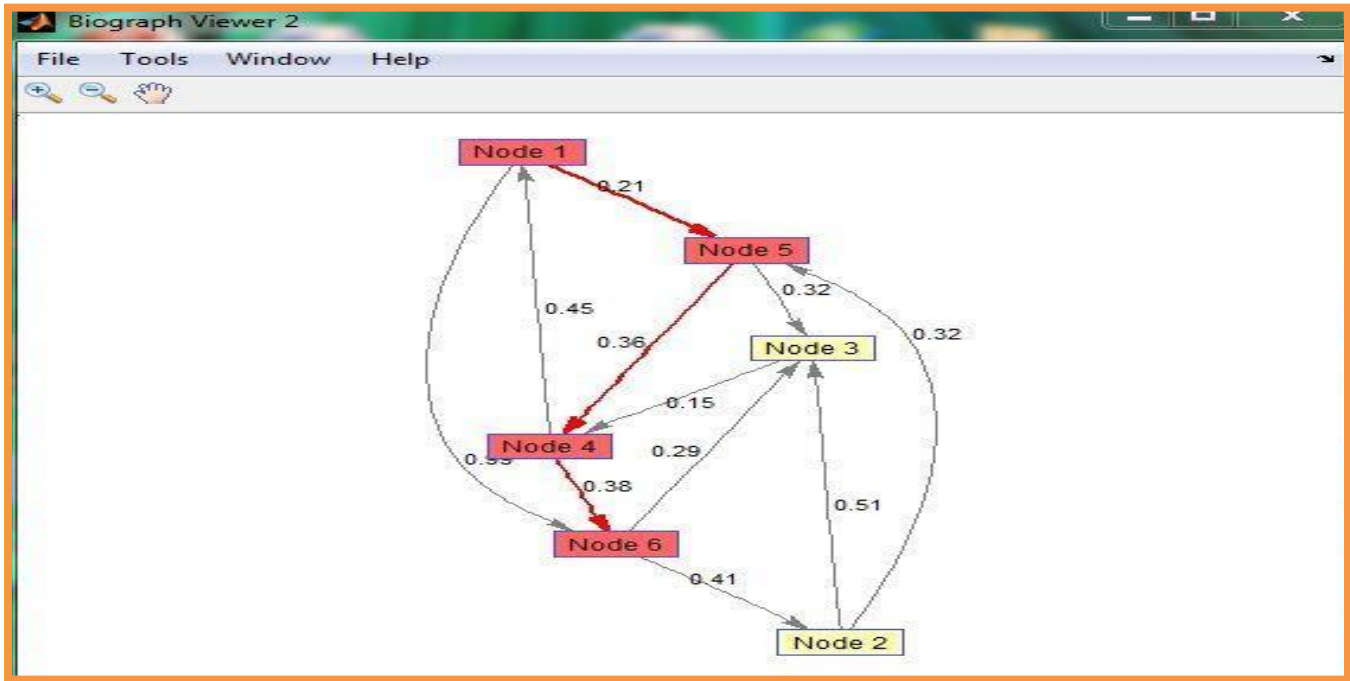 Biograph Viewer 2
File Tools Window Help
Node 1
0.21
Node 5
0.32
0.45
0.32
0.36
Node 3
0.15
Node 4
0.29
0.38
0.51
Node 6
0.41
Node 2